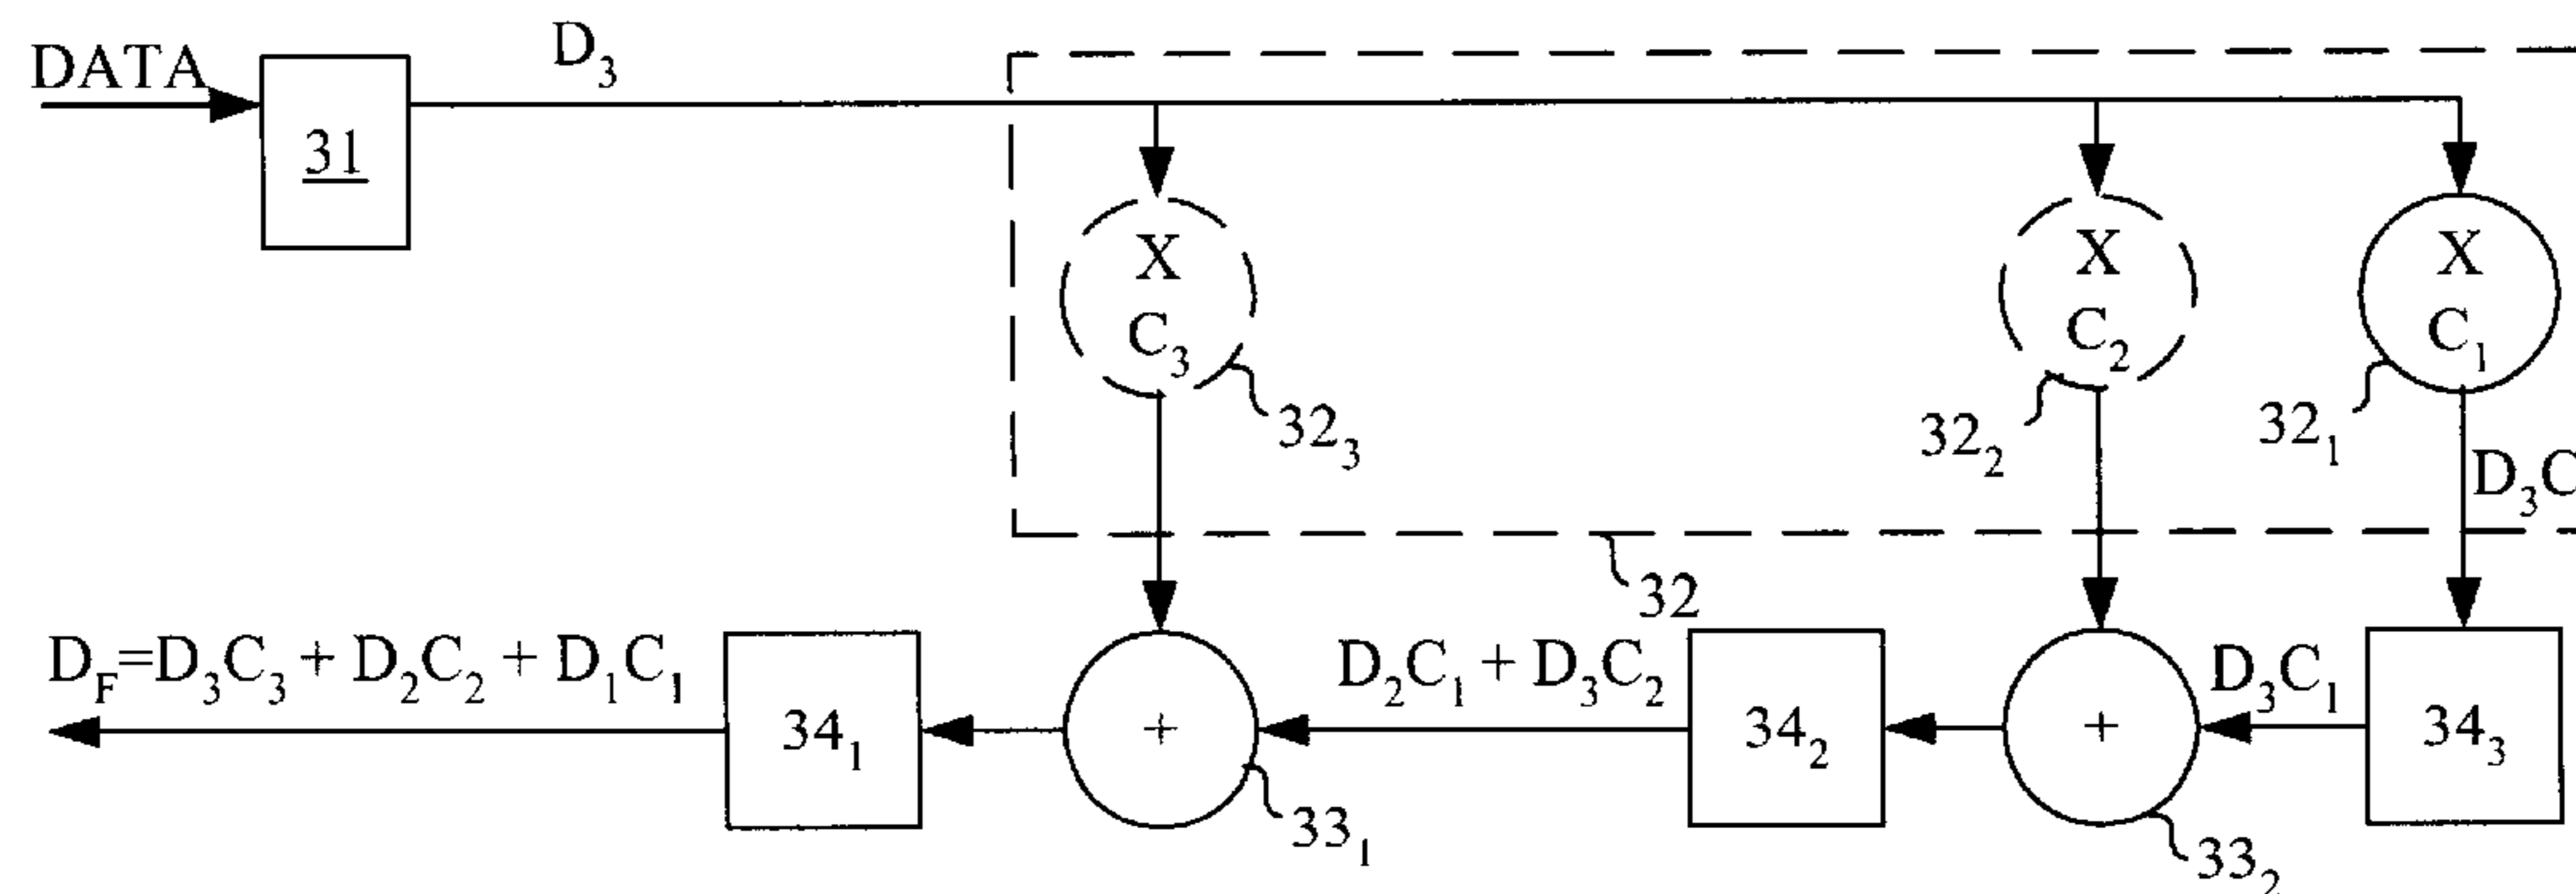 DATA
D₃
31
X
C₃
X
C₂
X
C₁
32₃
32₂
32₁
D₃C
32
D_F=D₃C₃ + D₂C₂ + D₁C₁
34₁
+
D₂C₁ + D₃C₂
34₂
+
D₃C₁
34₃
33₁
33₂